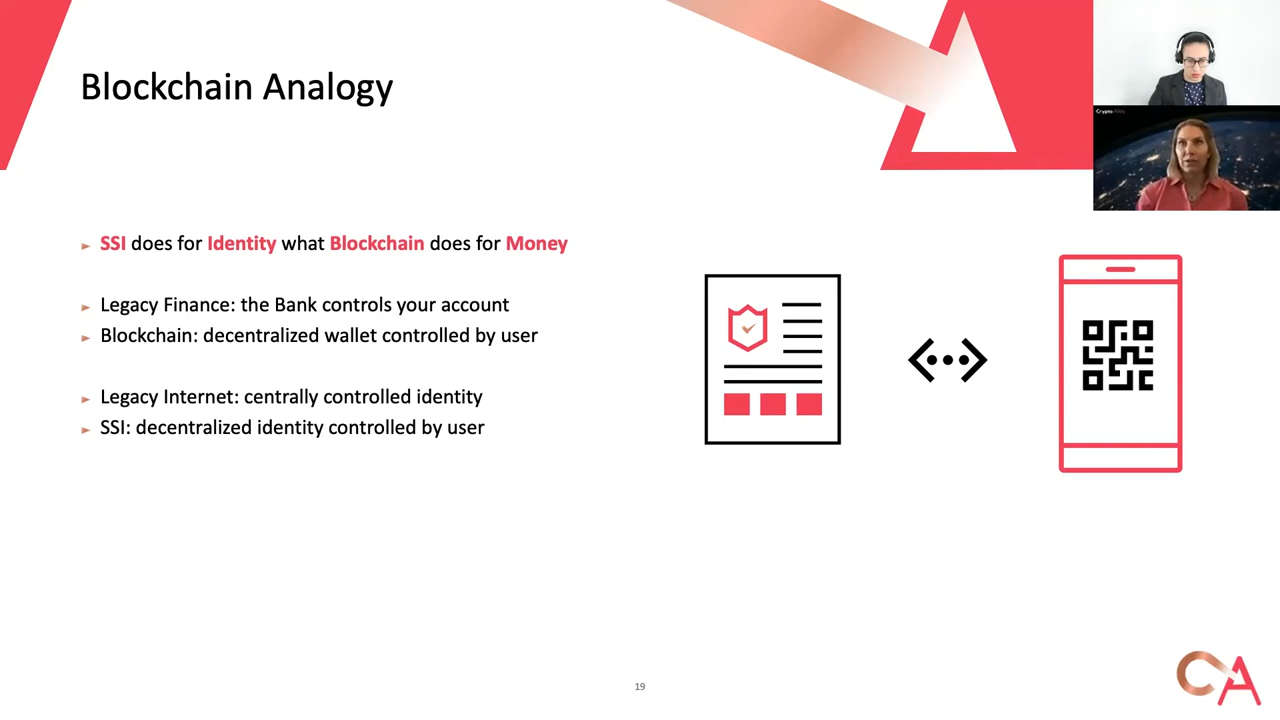 Blockchain Analogy
SSI does for Identity what Blockchain does for Money
Legacy Finance: the Bank controls your account
Blockchain: decentralized wallet controlled by user
Legacy Internet: centrally controlled identity
SSI: decentralized identity controlled by user
19
CA